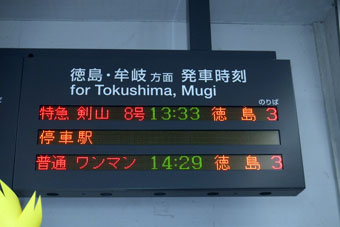 徳島・牟岐 方面 発車時刻
for Tokushima, Mugi
のりば
特急 剣山 8号 13:33 徳島 3
停車駅
普通 ワンマン 14:29 徳島 3